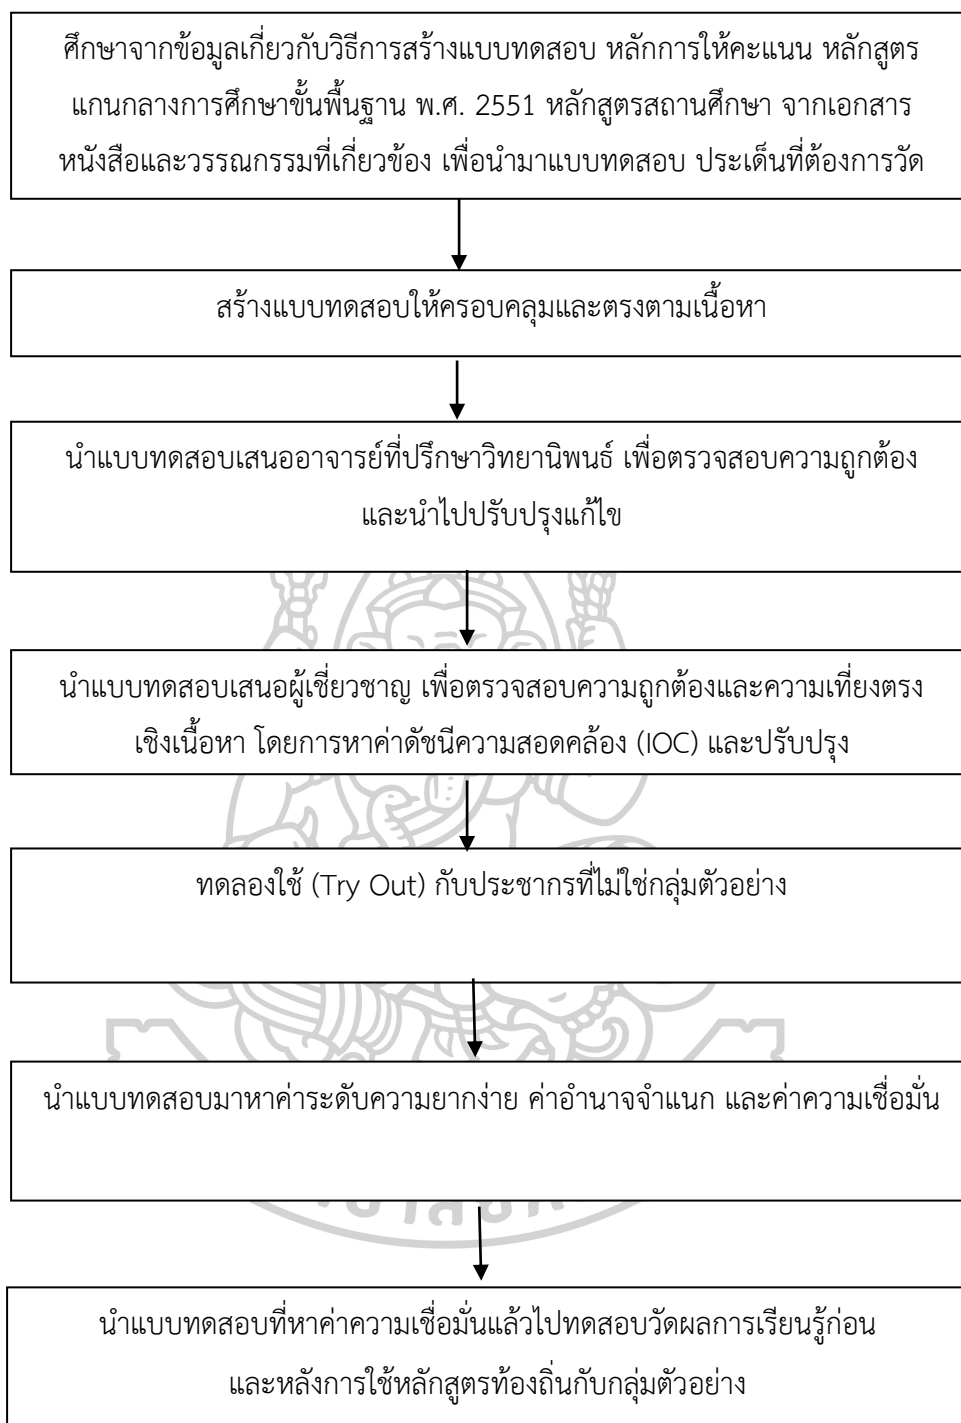 ศึกษาจากข้อมูลเกี่ยวกับวิธีการสร้างแบบทดสอบ หลักการให้คะแนน หลักสูตร
แกนกลางการศึกษาขั้นพื้นฐาน พ.ศ. 2551 หลักสูตรสถานศึกษา จากเอกสาร
หนังสือและวรรณกรรมที่เกี่ยวข้อง เพื่อนำมาแบบทดสอบ ประเด็นที่ต้องการวัด
สร้างแบบทดสอบให้ครอบคลุมและตรงตามเนื้อหา
นำแบบทดสอบเสนออาจารย์ที่ปรึกษาวิทยานิพนธ์ เพื่อตรวจสอบความถูกต้อง
และนำไปปรับปรุงแก้ไข
นำแบบทดสอบเสนอผู้เชี่ยวชาญ เพื่อตรวจสอบความถูกต้องและความเที่ยงตรง
เชิงเนื้อหา โดยการหาค่าดัชนีความสอดคล้อง (IOC) และปรับปรุง
ทดลองใช้ (Try Out) กับประชากรที่ไม่ใช่กลุ่มตัวอย่าง
นำแบบทดสอบมาหาค่าระดับความยากง่าย ค่าอำนาจจำแนก และค่าความเชื่อมั่น
นำแบบทดสอบที่หาค่าความเชื่อมั่นแล้วไปทดสอบวัดผลการเรียนรู้ก่อน
และหลังการใช้หลักสูตรท้องถิ่นกับกลุ่มตัวอย่าง